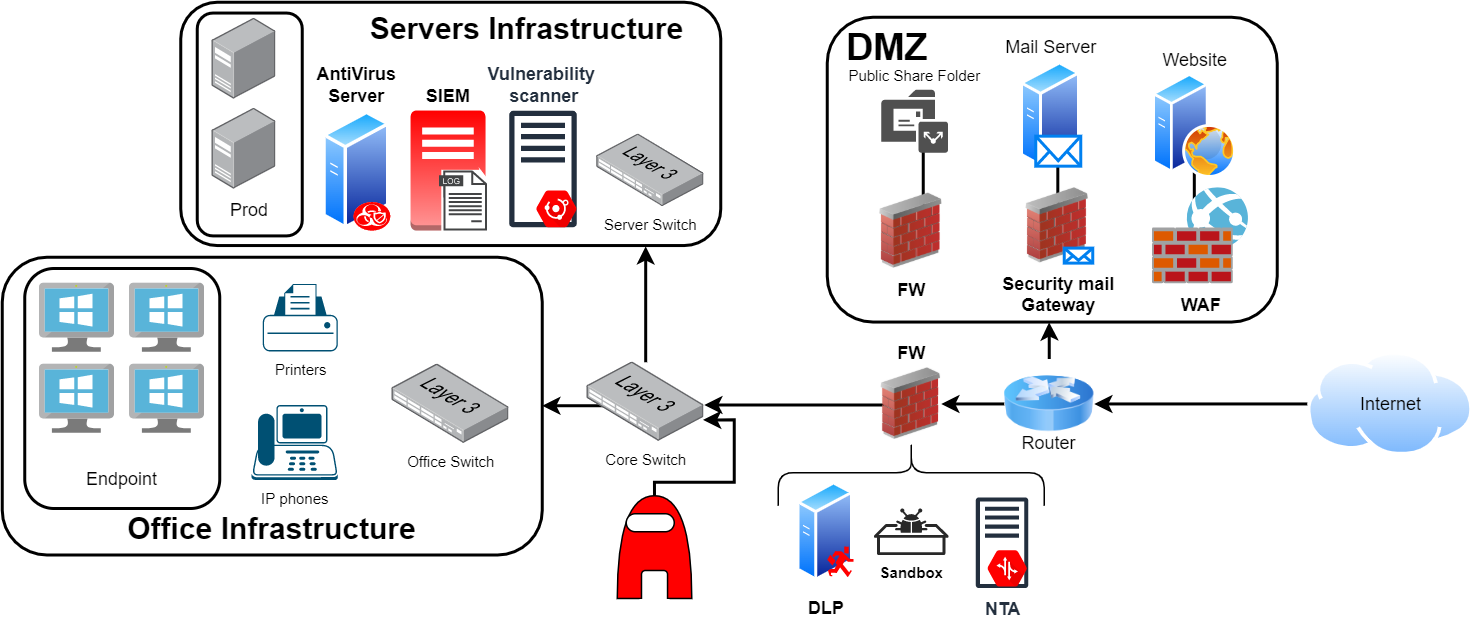 Servers Infrastructure
AntiVirus
Server
SIEM
LOG
Vulnerability
scanner
Layer 3
Server Switch
Prod
DMZ
Public Share Folder
Mail Server
Website
FW
Security mail
Gateway
WAF
Endpoint
Printers
IP phones
Layer 3
Office Switch
Office Infrastructure
Layer 3
Core Switch
FW
Router
Internet
DLP
Sandbox
NTA